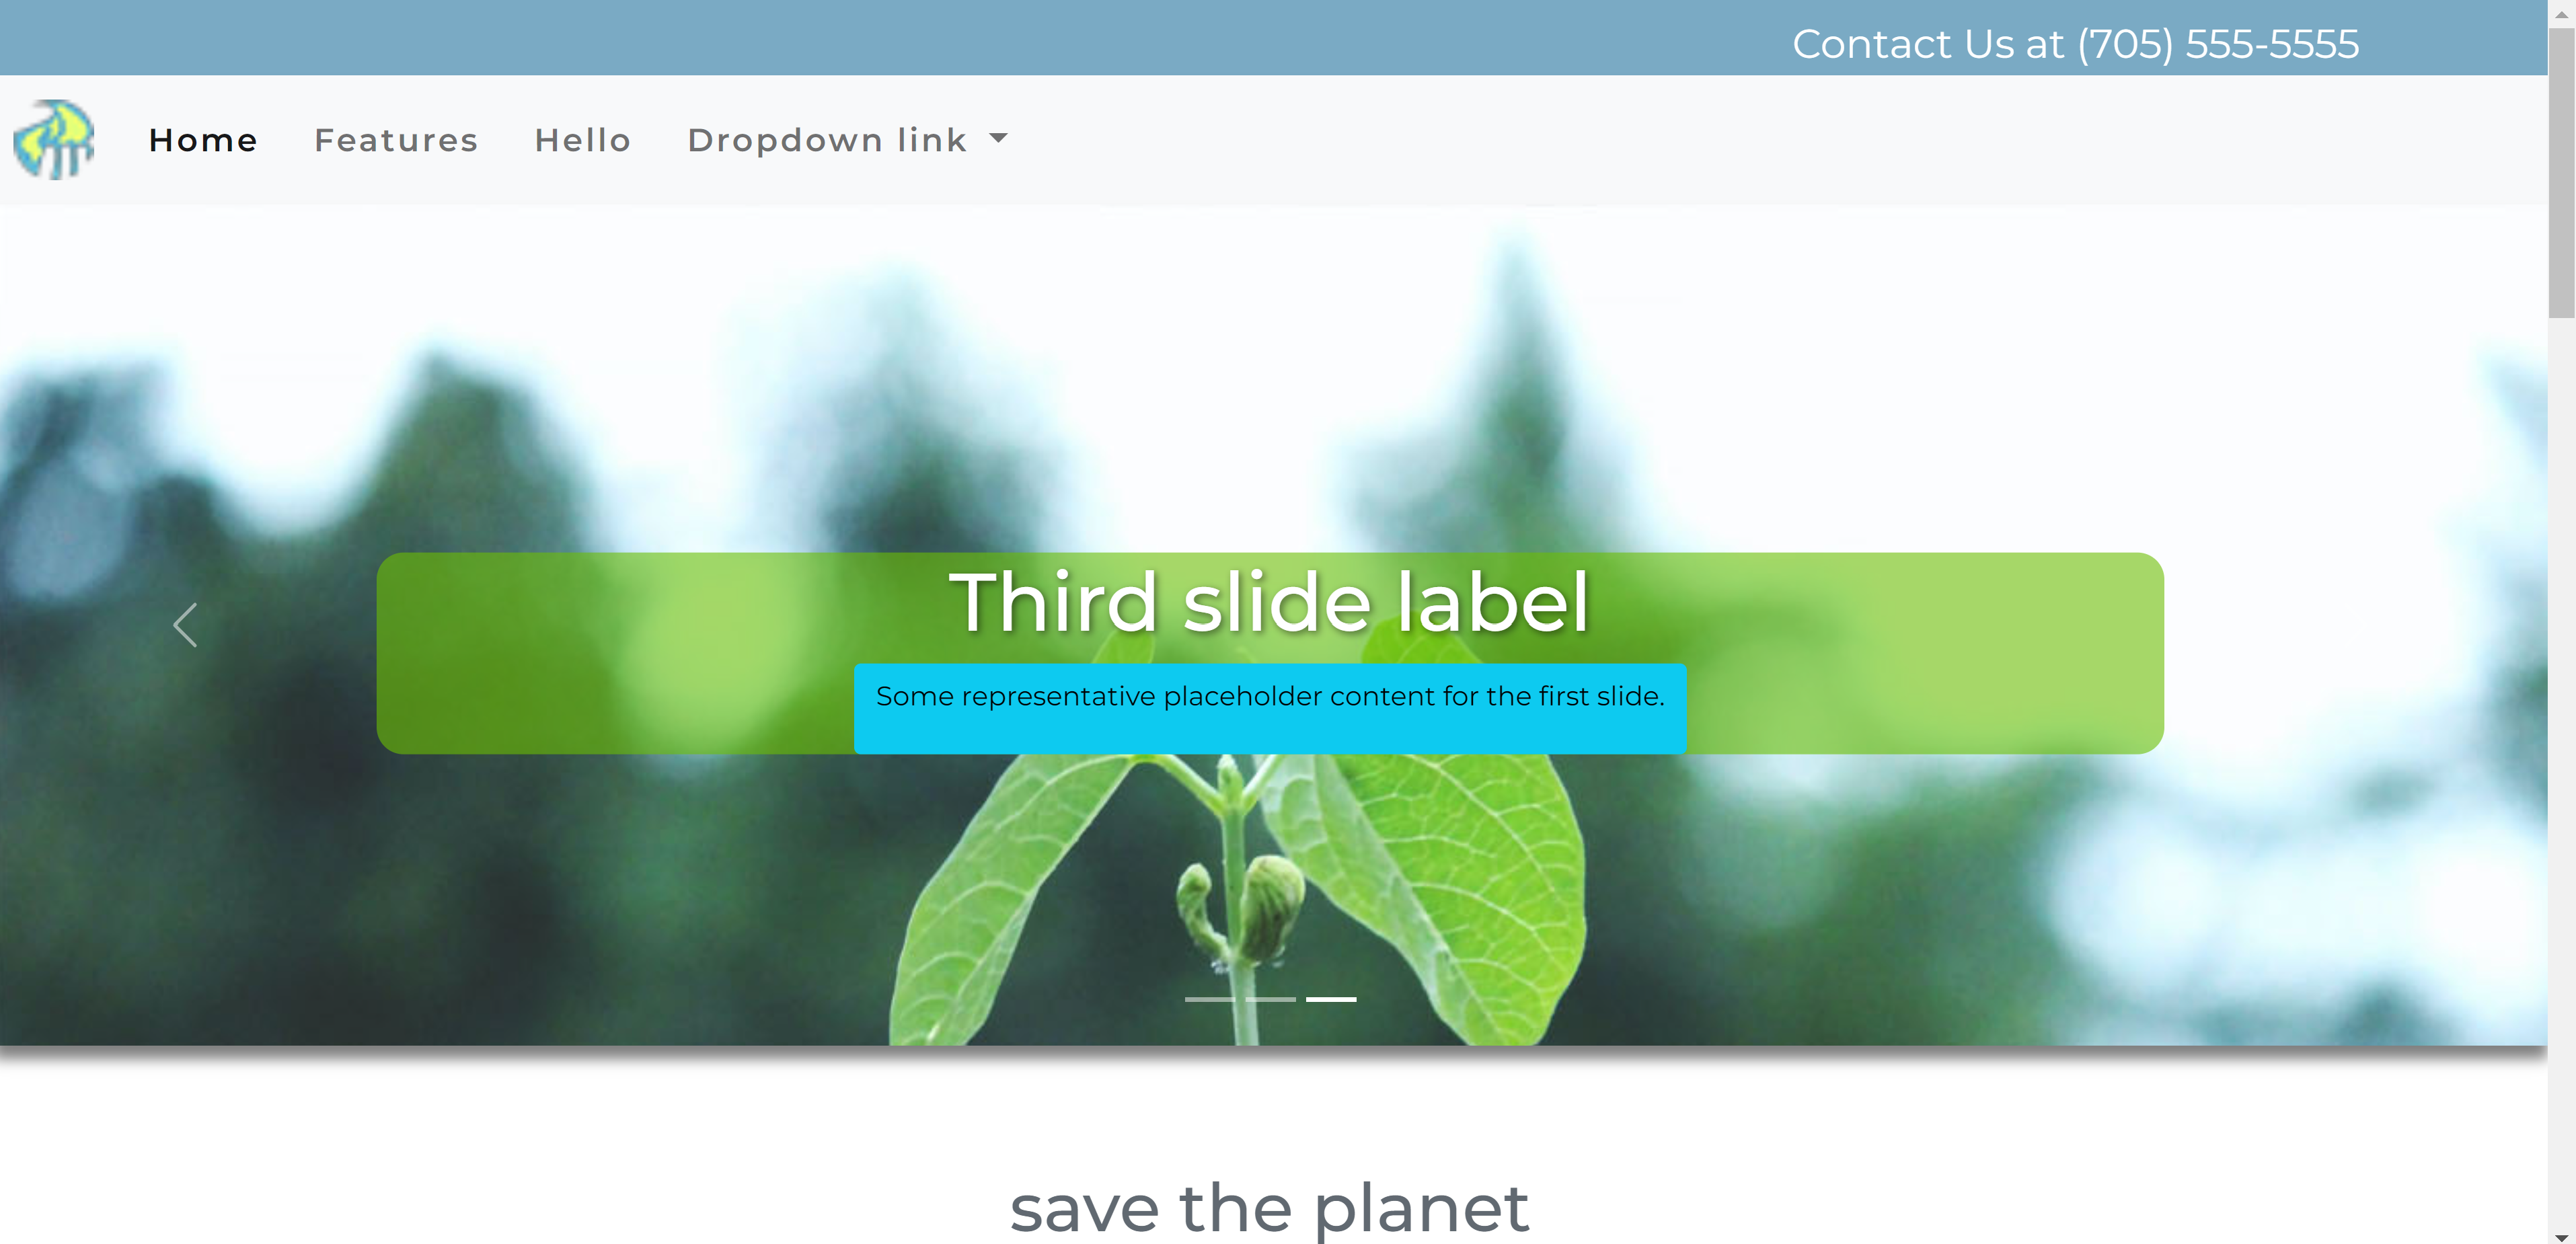 Contact Us at (705) 555-5555
Home Features Hello Dropdown link
Third slide label
Some representative placeholder content for the first slide.
save the planet